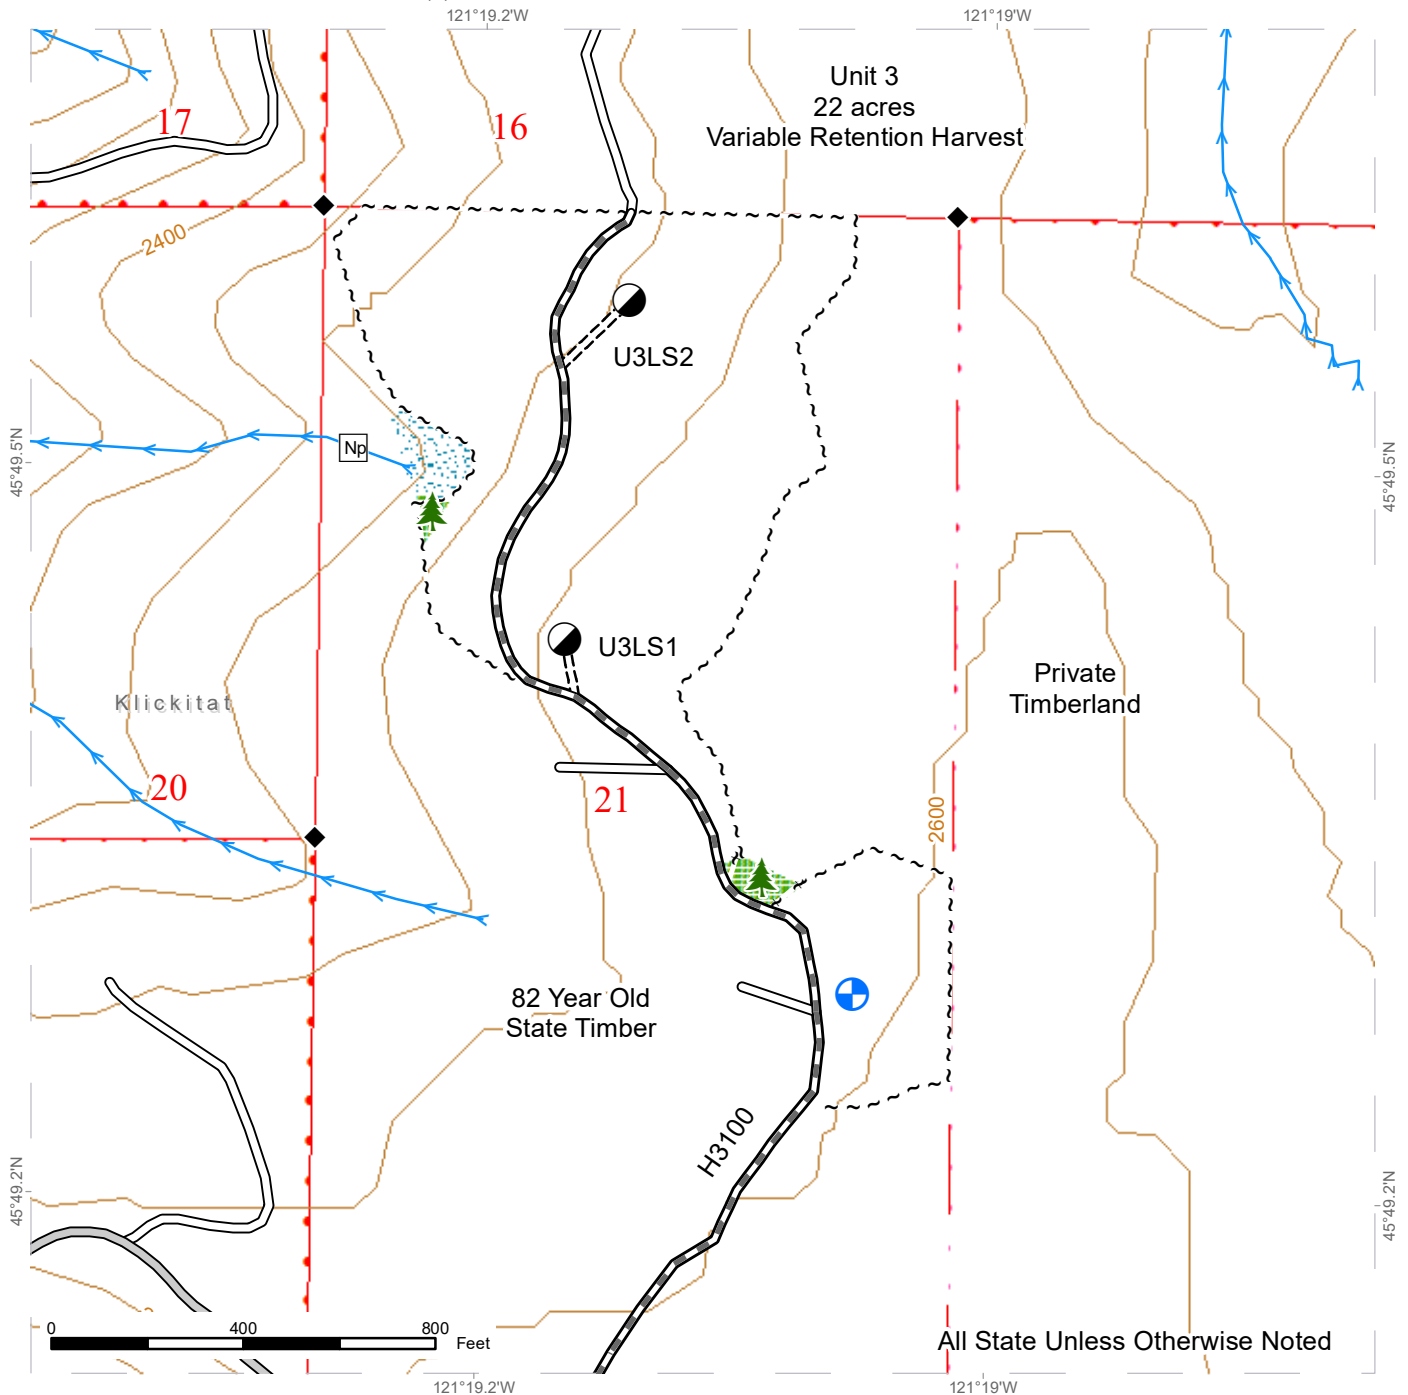 121°19.2'W
121°19'W
Unit 3
22 acres
Variable Retention Harvest
17
16
2400
U3LS2
45°49.5'N
Np
45°49.5'N
U3LS1
Private
Timberland
Klickitat
20
21
2600
82 Year Old
State Timber
H3100
45°49.2'N
45°49.2'N
0
400
800
Feet
All State Unless Otherwise Noted
121°19.2'W
121°19'W